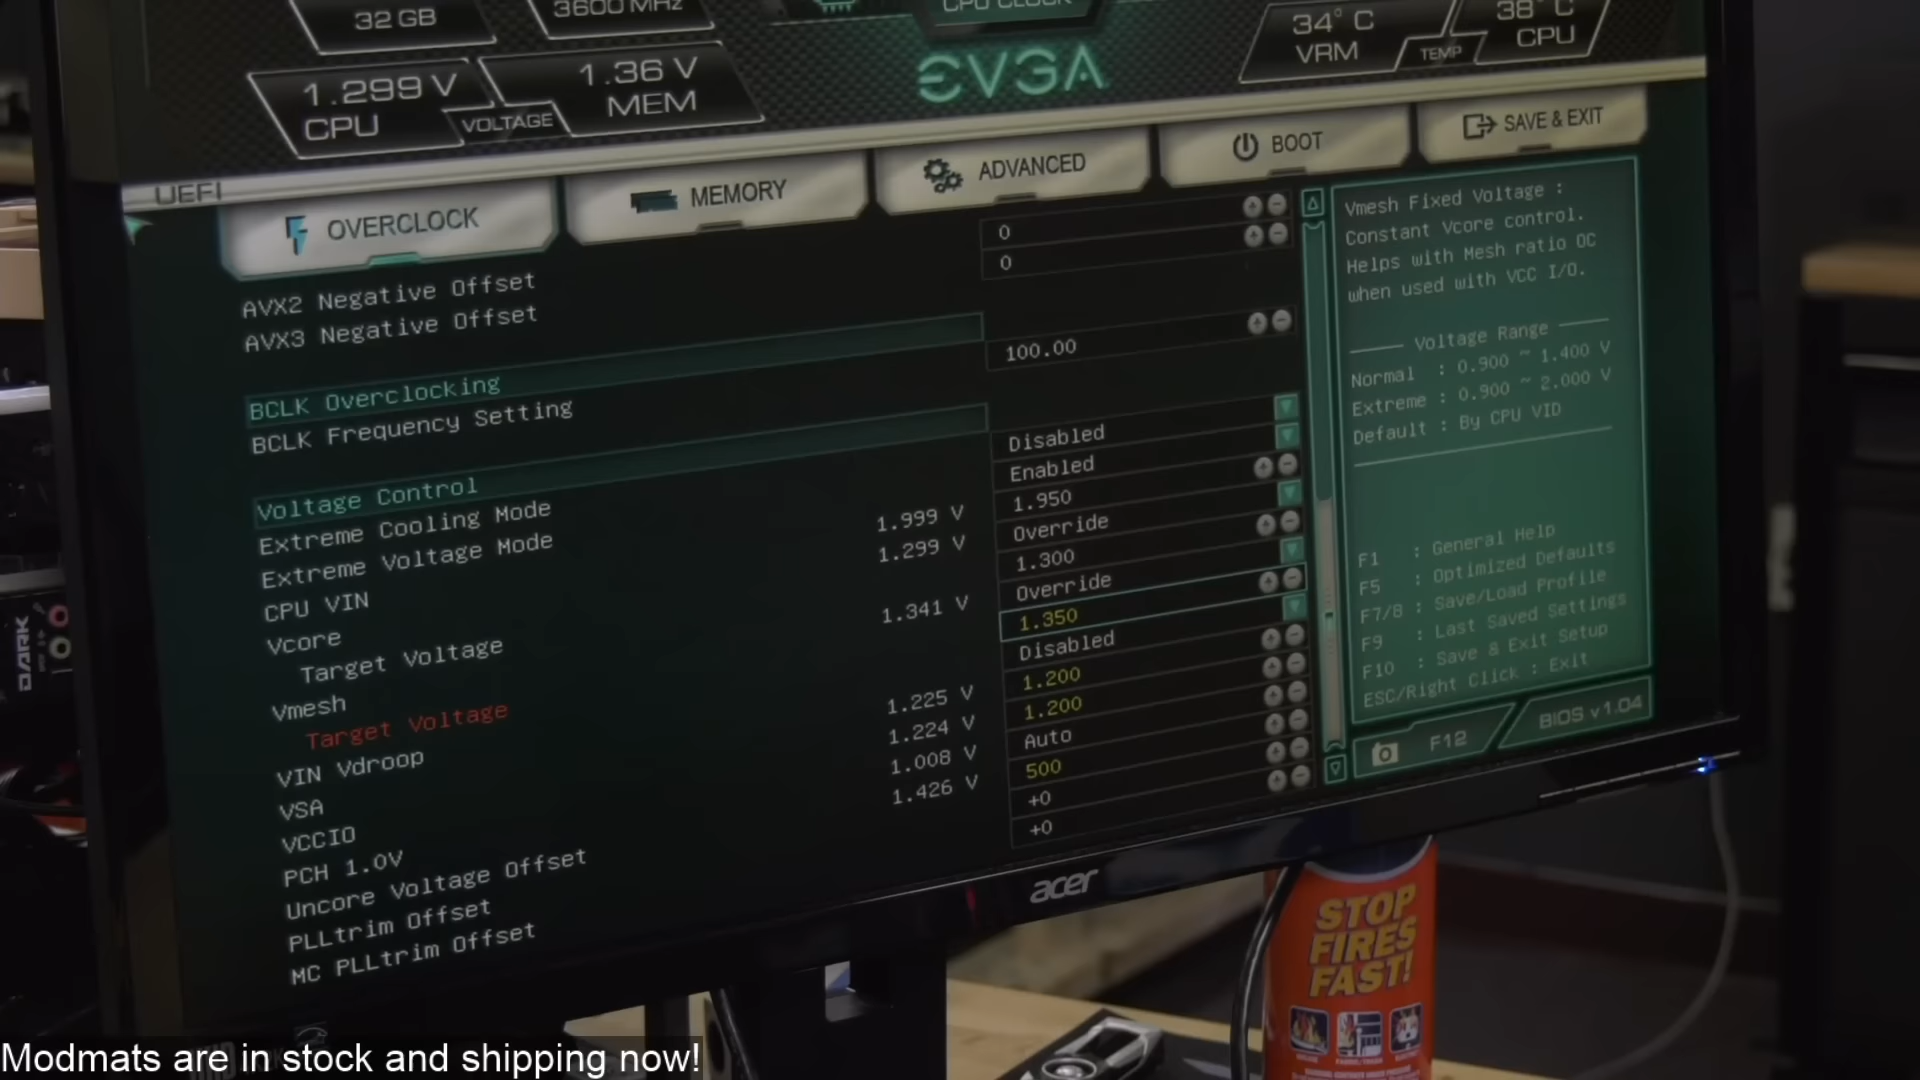 32 GB
3600 MHz
CPU CLOCK
34° C
VRM
TEMP
38° C
CPU
1.299 V
CPU
VOLTAGE
1.36 V
MEM
EVGA
UEFI
OVERCLOCK
MEMORY
ADVANCED
BOOT
SAVE & EXIT
AVX2 Negative Offset 0
AVX3 Negative Offset 0
BCLK Overclocking
BCLK Frequency Setting 100.00
Voltage Control
Extreme Cooling Mode Disabled
Extreme Voltage Mode Enabled
CPU VIN 1.999 V 1.950
Vcore 1.299 V Override
Target Voltage 1.300
Vmesh 1.341 V Override
Target Voltage 1.350
VIN Vdroop Disabled
VSA 1.225 V 1.200
VCCIO 1.224 V 1.200
PCH 1.0V 1.008 V Auto
Uncore Voltage Offset 1.426 V 500
PLLtrim Offset +0
MC PLLtrim Offset +0
Vmesh Fixed Voltage :
Constant Vcore control.
Helps with Mesh ratio OC
when used with VCC I/O.
Voltage Range
Normal : 0.900 ~ 1.400 V
Extreme : 0.900 ~ 2.000 V
Default : By CPU VID
F1 : General Help
F5 : Optimized Defaults
F7/8 : Save/Load Profile
F9 : Last Saved Settings
F10 : Save & Exit Setup
ESC/Right Click : Exit
F12
BIOS v1.04
acer
DARK
STOP
FIRES
FAST!
Modmats are in stock and shipping now!